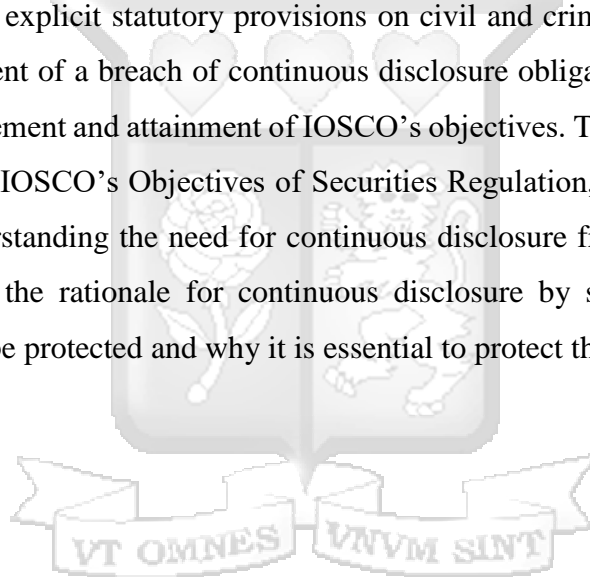 explicit statutory provisions on civil and crim
ent of a breach of continuous disclosure obliga
ement and attainment of IOSCO’s objectives. T
IOSCO’s Objectives of Securities Regulation,
rstanding the need for continuous disclosure fi
the rationale for continuous disclosure by s
be protected and why it is essential to protect th
VT OMNES VNVM SINT